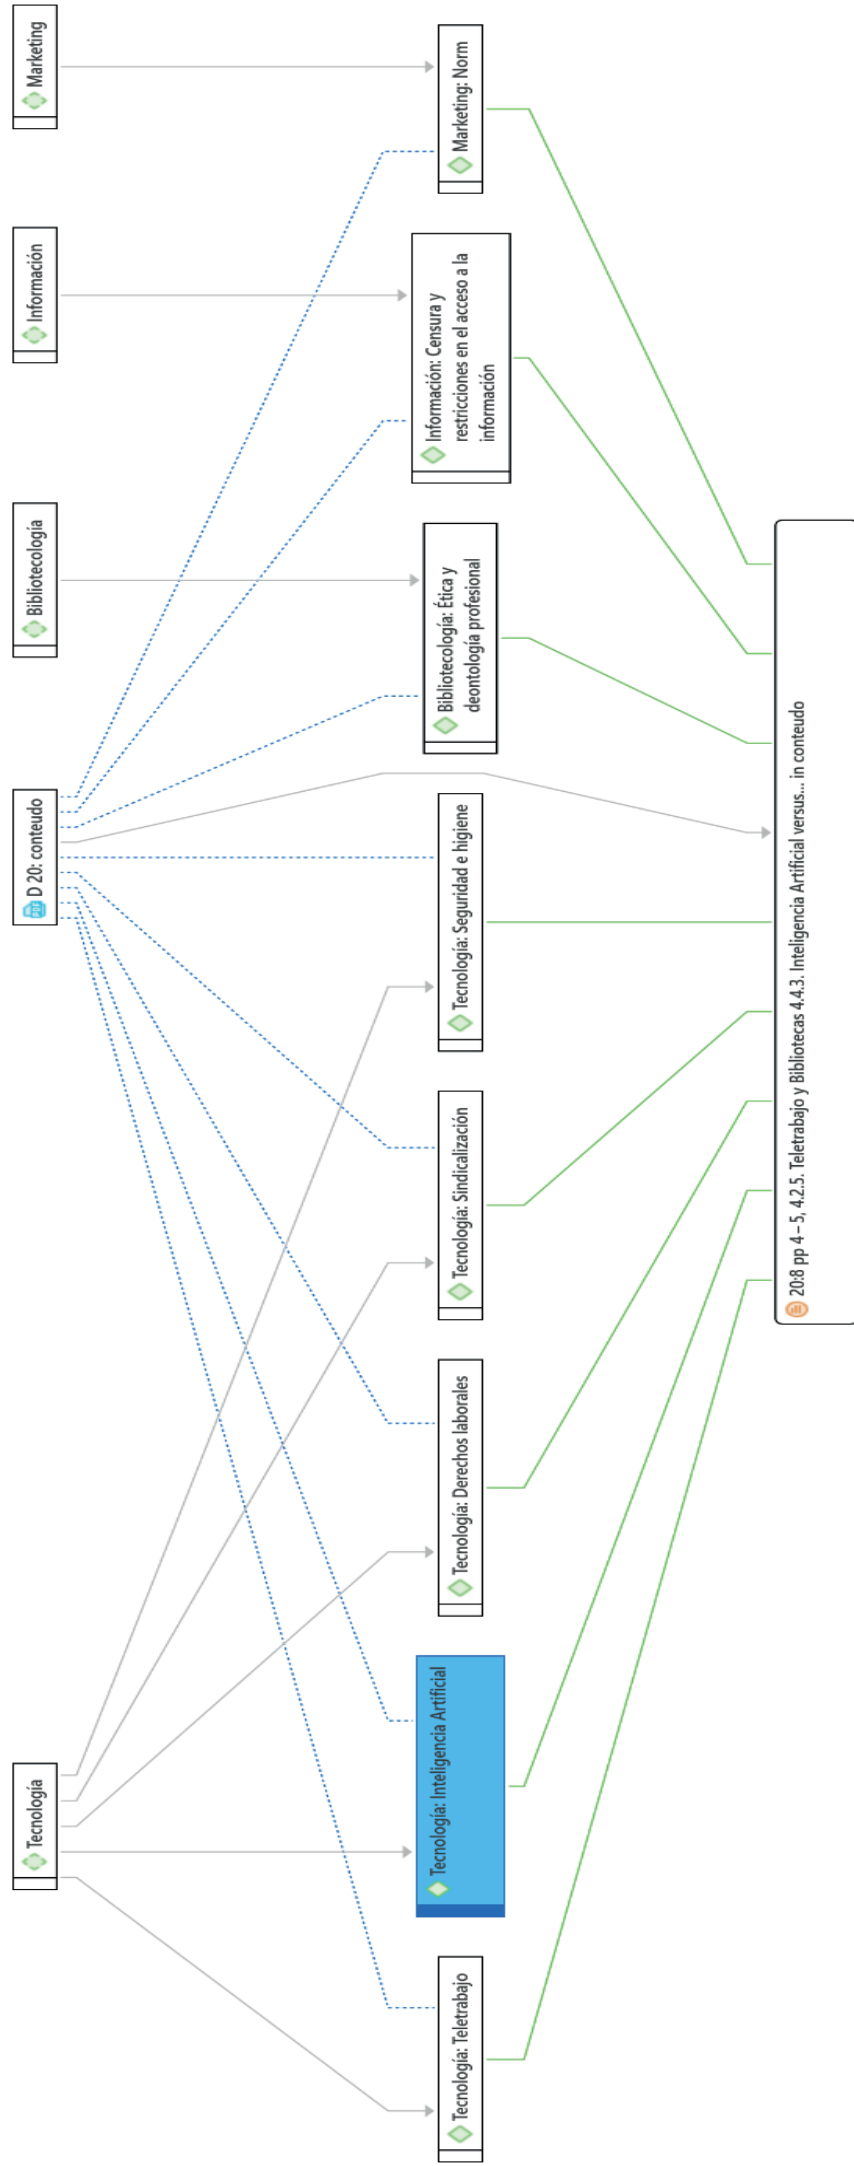 Tecnología
D 20: conteudo
Bibliotecología
Información
Marketing
Tecnología: Teletrabajo
Tecnología: Inteligencia Artificial
Tecnología: Derechos laborales
Tecnología: Sindicalización
Tecnología: Seguridad e higiene
Bibliotecología: Ética y
deontología profesional
Información: Censura y
restricciones en el acceso a la
información
Marketing: Norm
20:8 pp 4 – 5, 4.2.5. Teletrabajo y Bibliotecas 4.4.3. Inteligencia Artificial versus... in conteudo